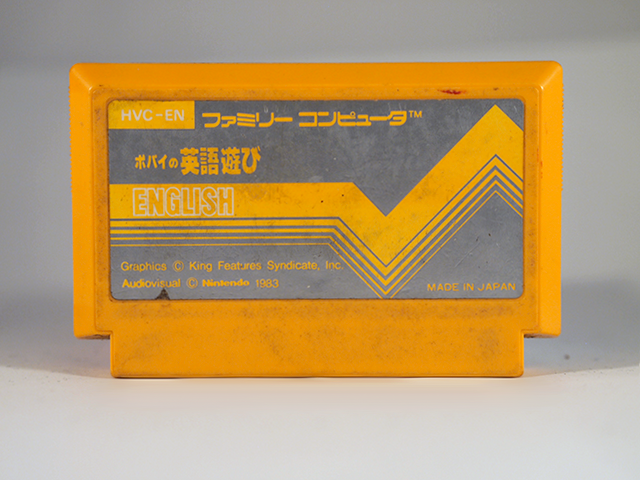 HVC-EN ファミリー コンピュータ™
ポパイの英語遊び
ENGLISH
Graphics © King Features Syndicate, Inc.
Audiovisual © Nintendo 1983
MADE IN JAPAN